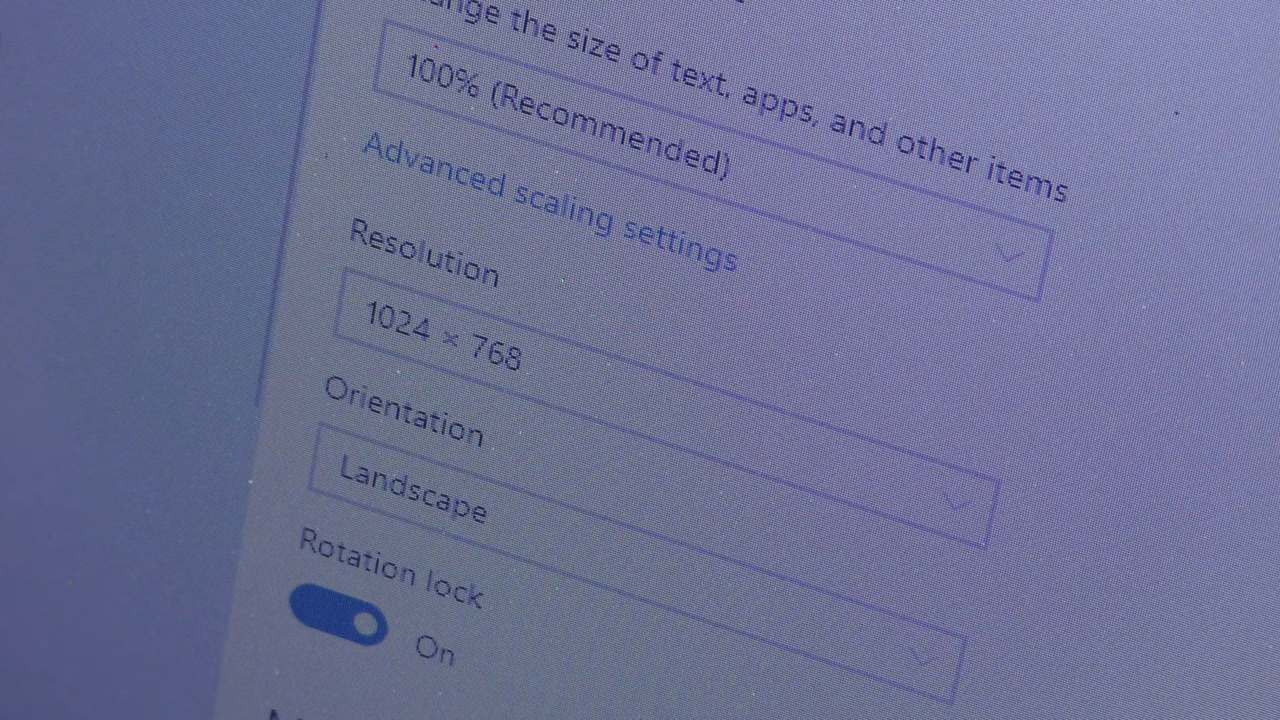 the size of text, apps, and other items
100% (Recommended)
Advanced scaling settings
Resolution
1024 × 768
Orientation
Landscape
Rotation lock
On